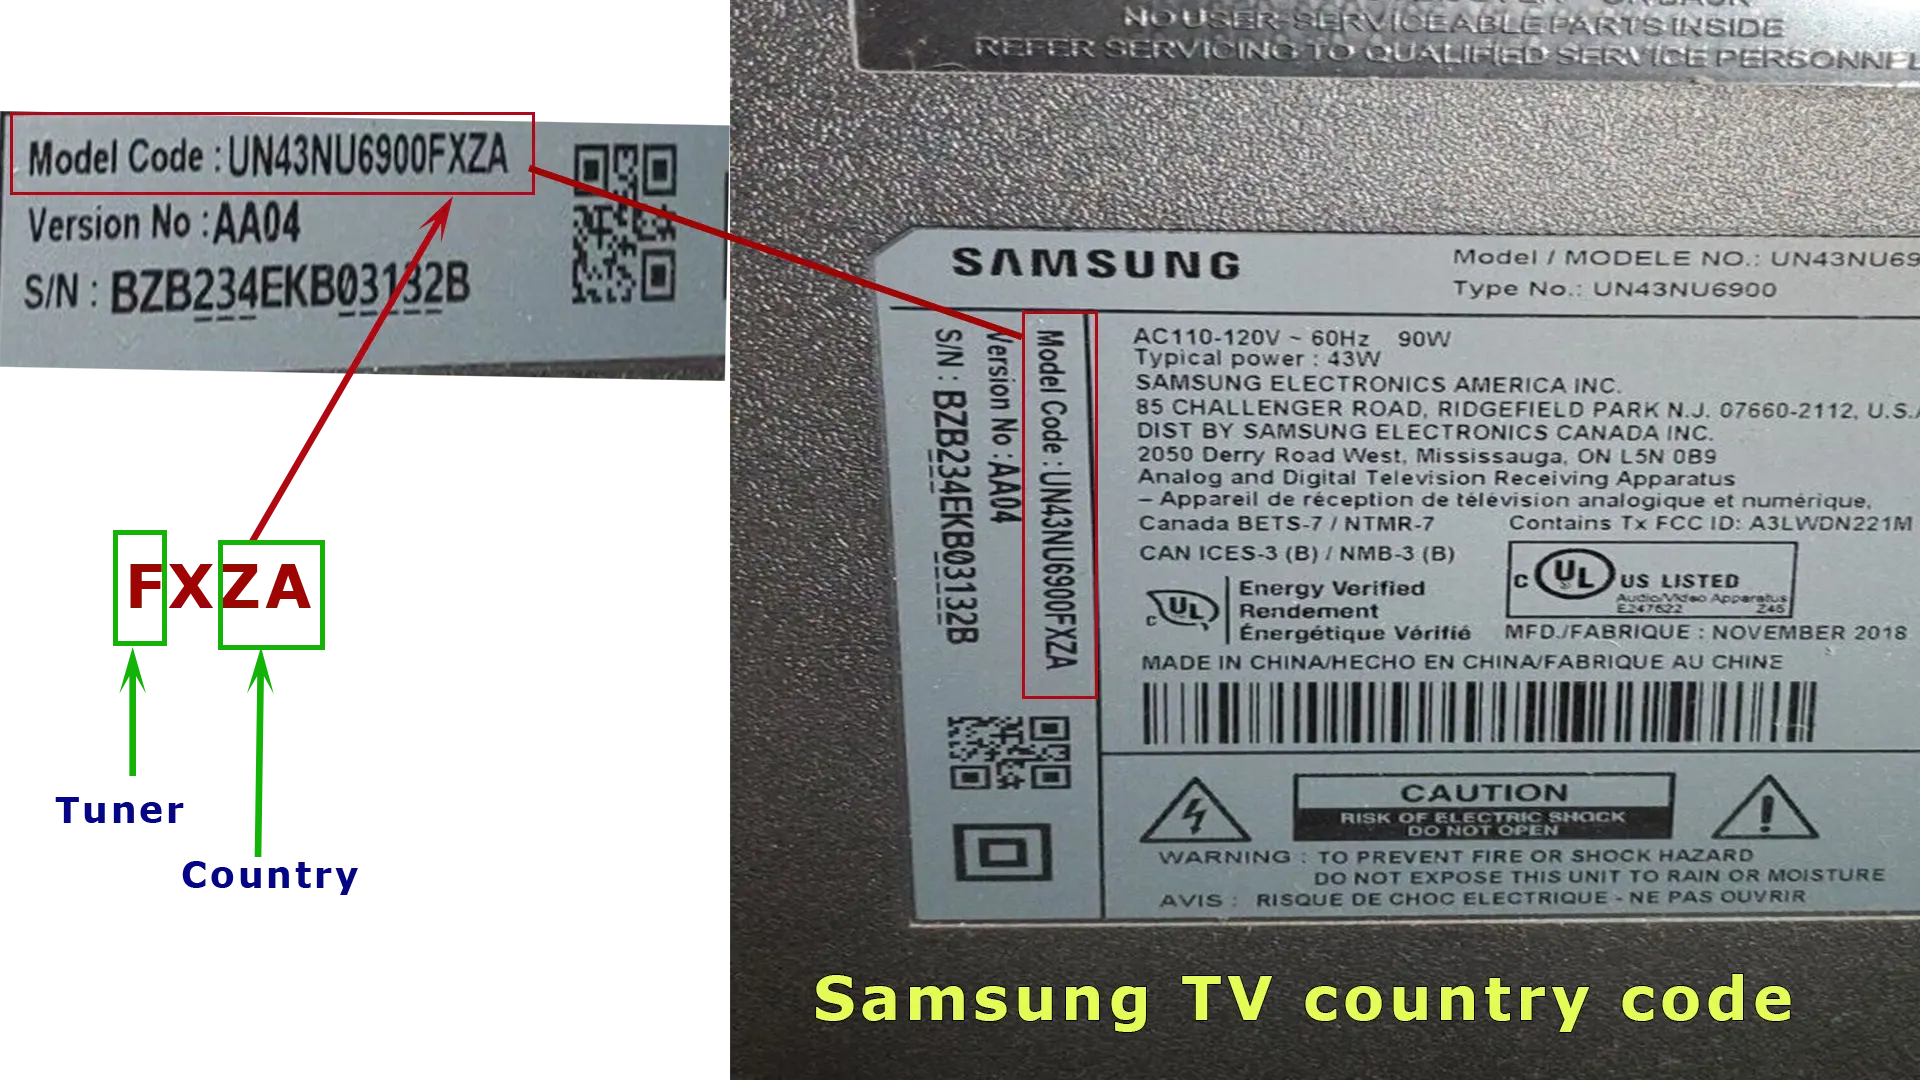 Model Code : UN43NU6900FXZA
Version No : AA04
S/N : BZB234EKB03132B
FXZA
Tuner
Country
NO USER-SERVICEABLE PARTS INSIDE
REFER SERVICING TO QUALIFIED SERVICE PERSONNEL
SAMSUNG
Model / MODELE NO.: UN43NU69
Type No.: UN43NU6900
Model Code : UN43NU6900FXZA
Version No : AA04
S/N : BZB234EKB03132B
AC110-120V ~ 60Hz 90W
Typical power : 43W
SAMSUNG ELECTRONICS AMERICA INC.
85 CHALLENGER ROAD, RIDGEFIELD PARK N.J. 07660-2112, U.S.A
DIST BY SAMSUNG ELECTRONICS CANADA INC.
2050 Derry Road West, Mississauga, ON L5N 0B9
Analog and Digital Television Receiving Apparatus
– Appareil de réception de télévision analogique et numérique,
Canada BETS-7 / NTMR-7
Contains Tx FCC ID: A3LWDN221M
CAN ICES-3 (B) / NMB-3 (B)
C UL US LISTED
Audio/Video Apparatus
E247622 Z45
C UL
Energy Verified
Rendement
Énergétique Vérifié
MFD./FABRIQUE : NOVEMBER 2018
MADE IN CHINA/HECHO EN CHINA/FABRIQUE AU CHINE
CAUTION
RISK OF ELECTRIC SHOCK
DO NOT OPEN
WARNING : TO PREVENT FIRE OR SHOCK HAZARD
DO NOT EXPOSE THIS UNIT TO RAIN OR MOISTURE
AVIS : RISQUE DE CHOC ELECTRIQUE - NE PAS OUVRIR
Samsung TV country code